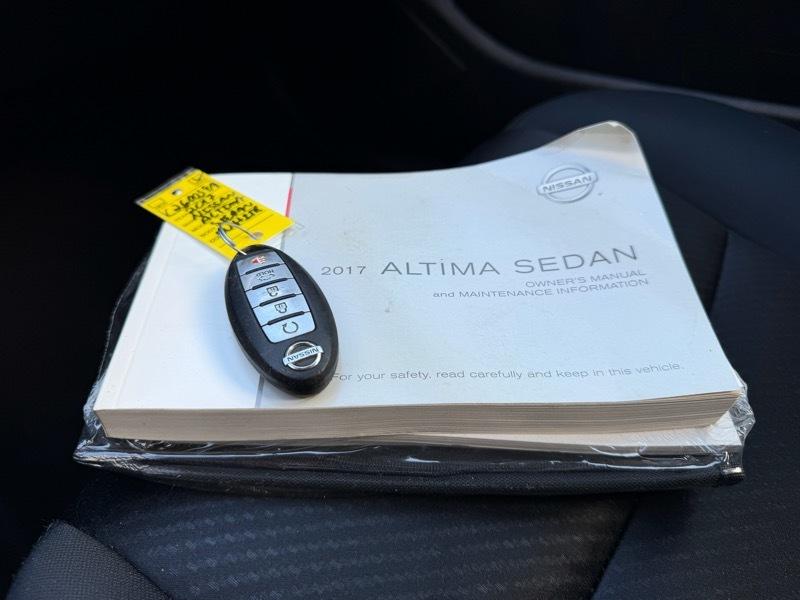 NISSAN
2017 ALTIMA SEDAN
OWNER'S MANUAL
and MAINTENANCE INFORMATION
For your safety, read carefully and keep in this vehicle.
HOLD
NISSAN